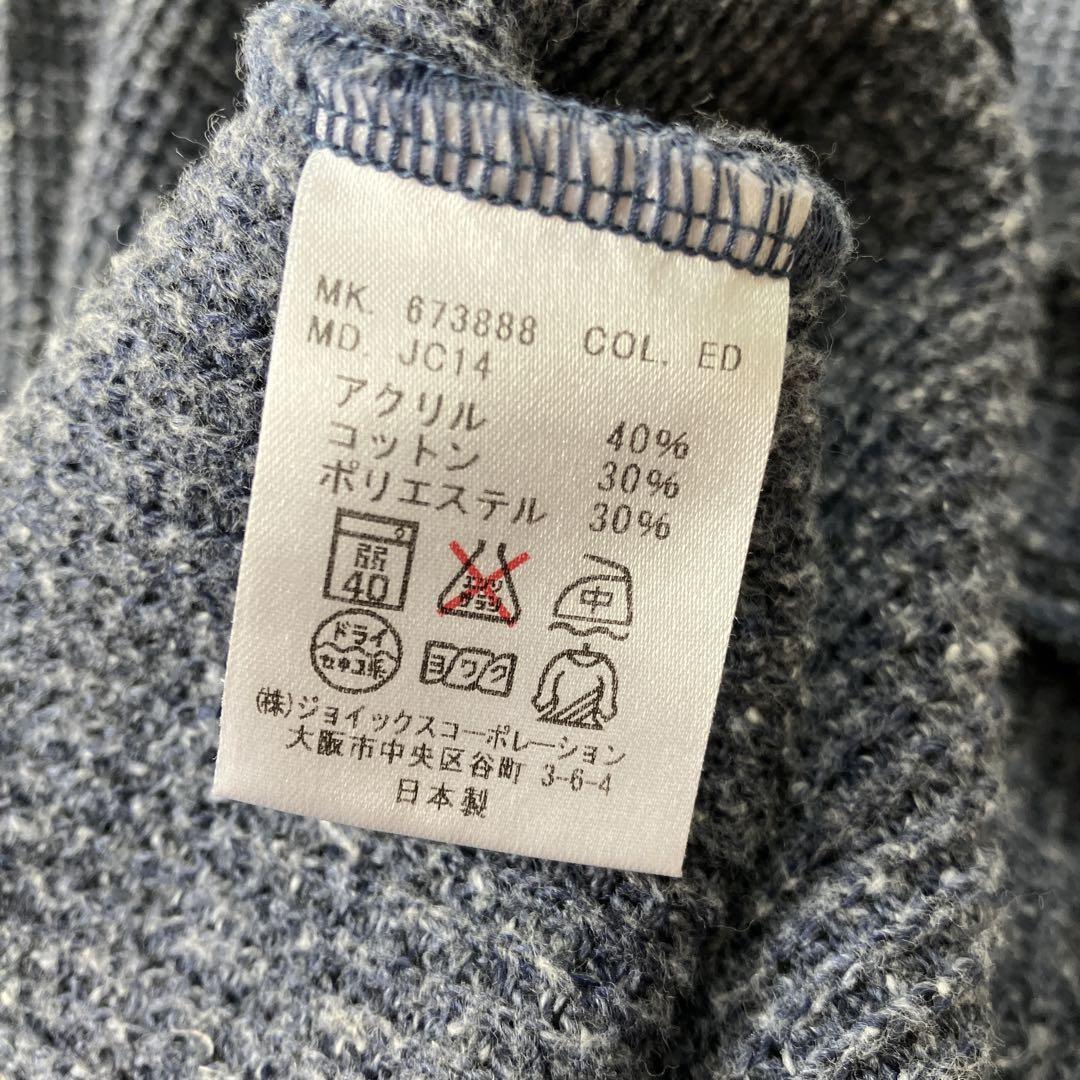 MK. 673888 COL. ED
MD. JC14
アクリル 40%
コットン 30%
ポリエステル 30%
弱
40
エンソ
サラシ
中
ドライ
セキユ系
ヨワク
(株)ジョイックスコーポレーション
大阪市中央区谷町 3-6-4
日本製